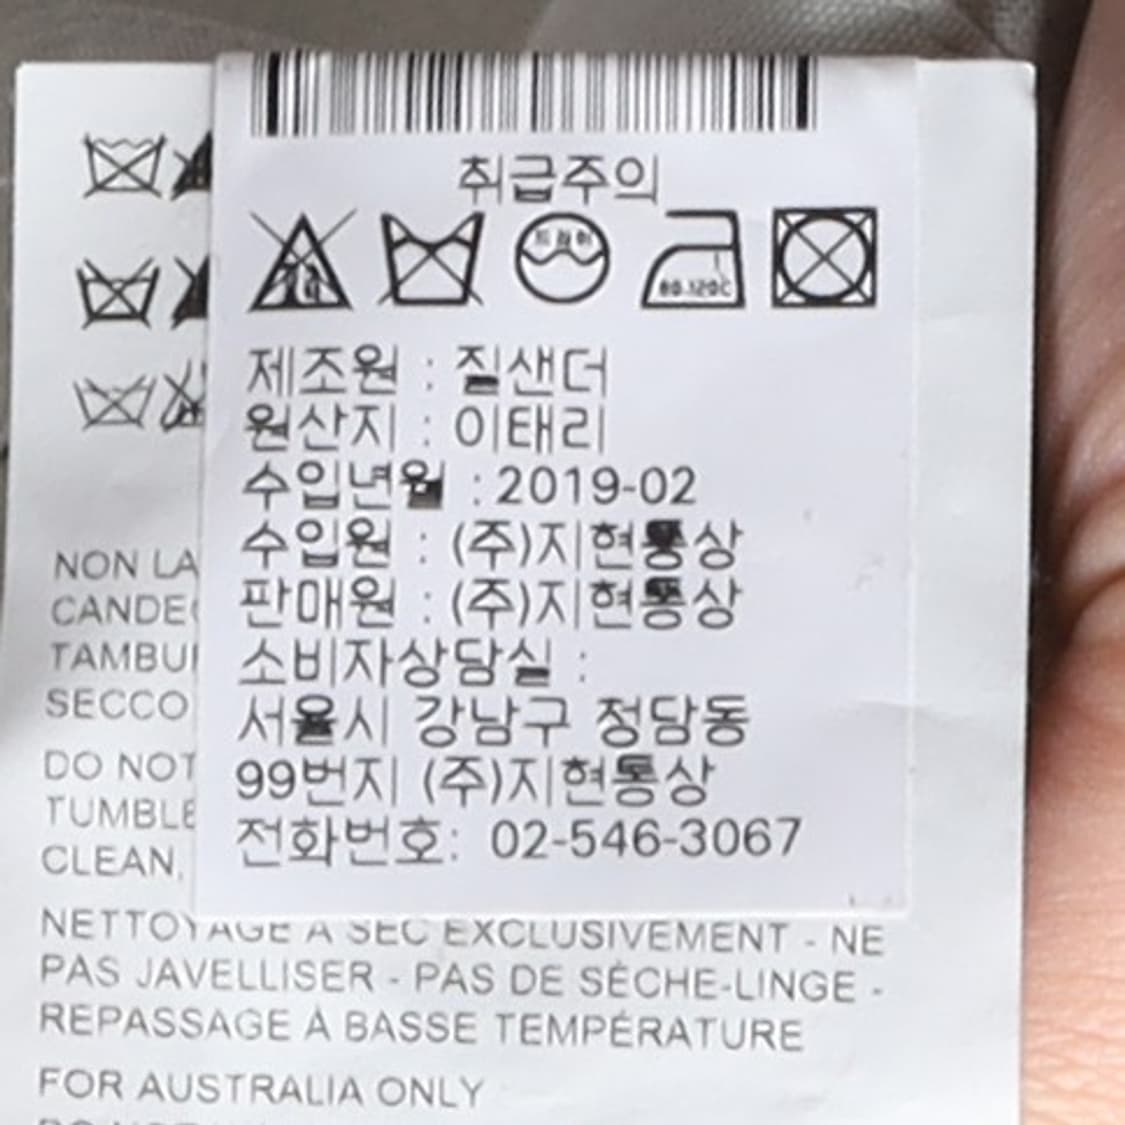 취급주의
드라이
80-120C
제조원 : 질샌더
원산지 : 이태리
수입년월 : 2019-02
수입원 : (주)지현통상
판매원 : (주)지현통상
소비자상담실 :
서울시 강남구 청담동
99번지 (주)지현통상
전화번호: 02-546-3067
NON LA
CANDE
TAMBU
SECCO
DO NOT
TUMBLE
CLEAN.
NETTOYAGE À SEC EXCLUSIVEMENT - NE
PAS JAVELLISER - PAS DE SÈCHE-LINGE -
REPASSAGE À BASSE TEMPÉRATURE
FOR AUSTRALIA ONLY